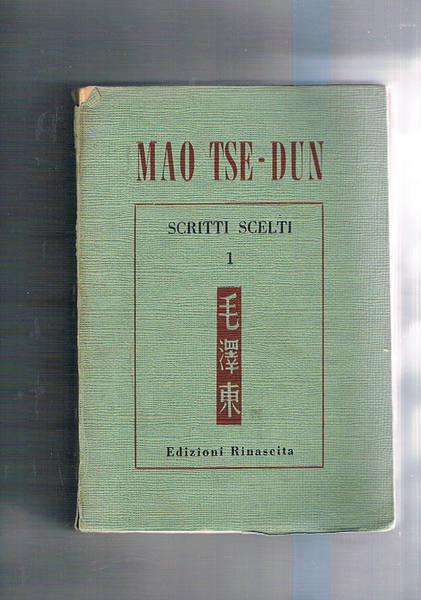 MAO TSE-DUN
SCRITTI SCELTI
1
毛澤東
Edizioni Rinascita